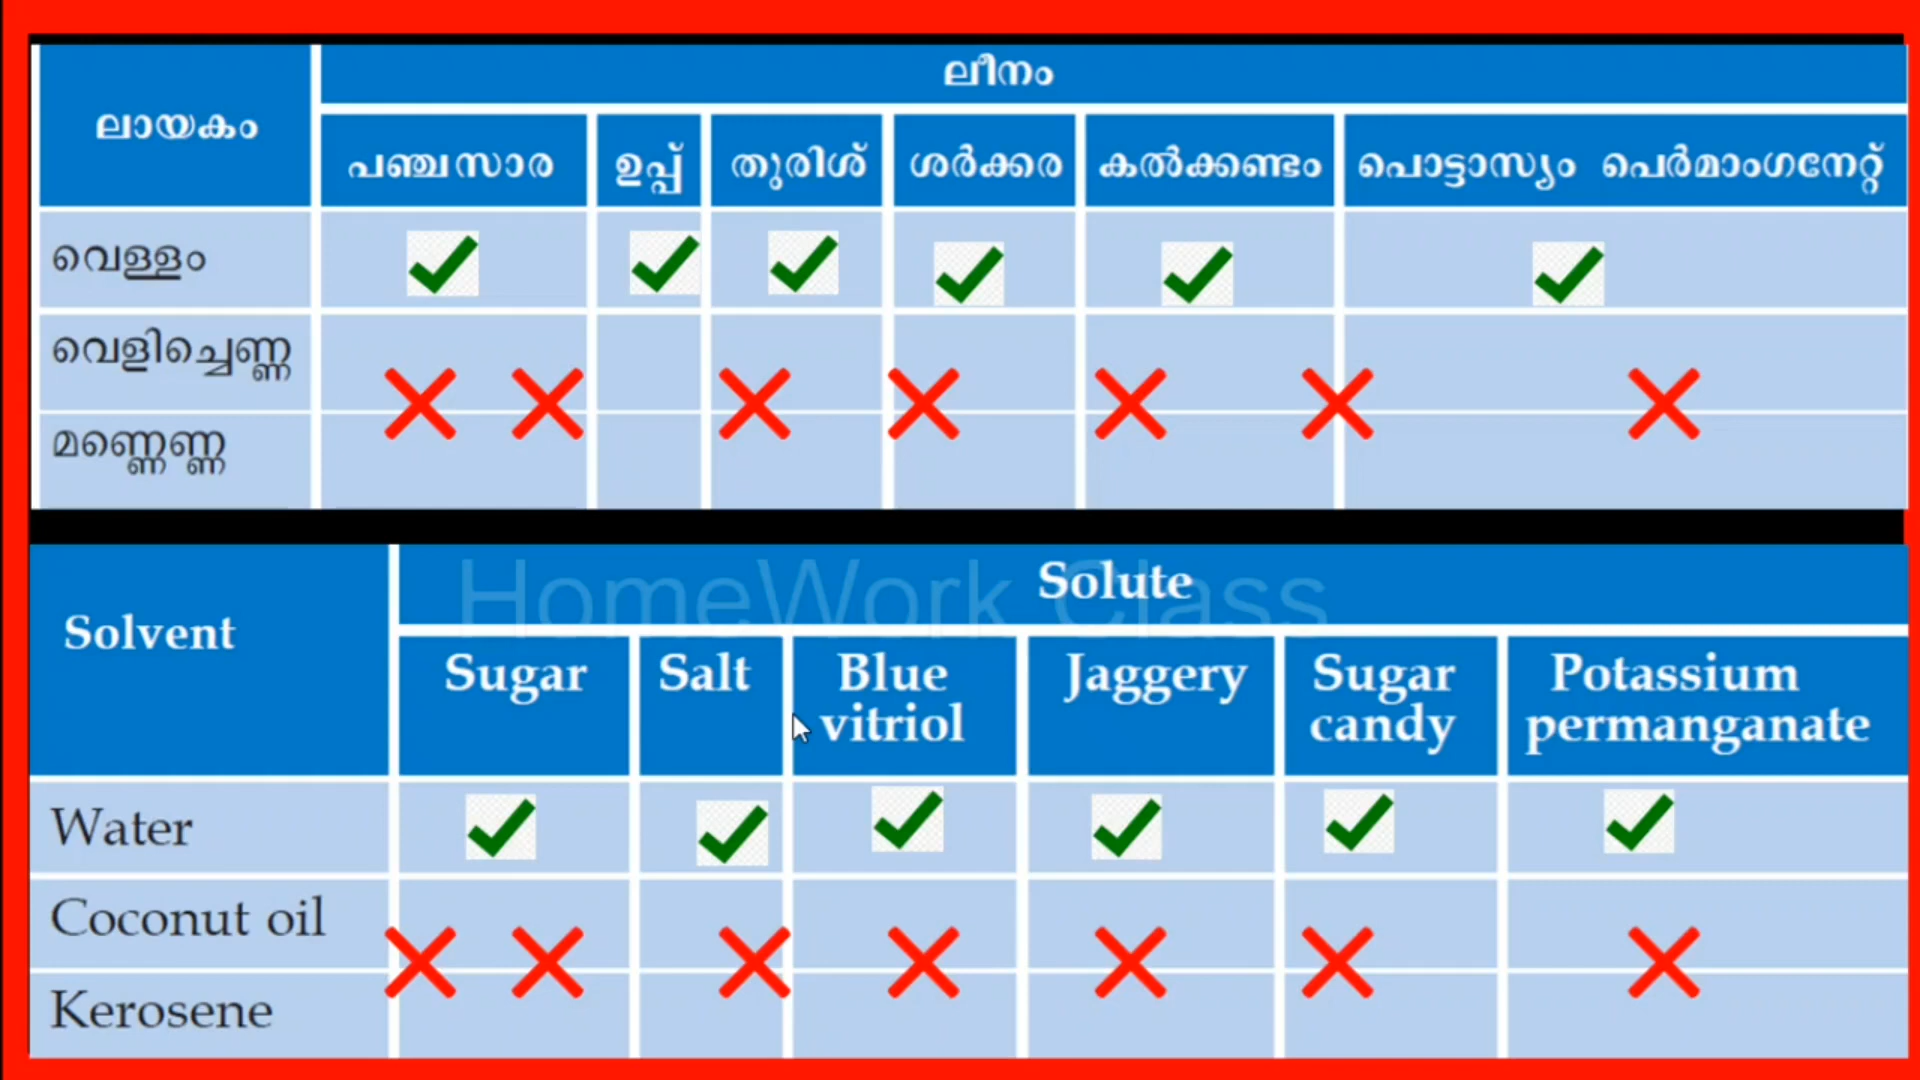 ലീനം
ലായകം
പഞ്ചസാര ഉപ്പ് തുരിശ് ശർക്കര കൽക്കണ്ടം പൊട്ടാസ്യം പെർമാംഗനേറ്റ്
വെള്ളം
വെളിച്ചെണ്ണ
മണ്ണെണ്ണ
HomeWork Class
Solute
Solvent
Sugar Salt Blue vitriol Jaggery Sugar candy Potassium permanganate
Water
Coconut oil
Kerosene